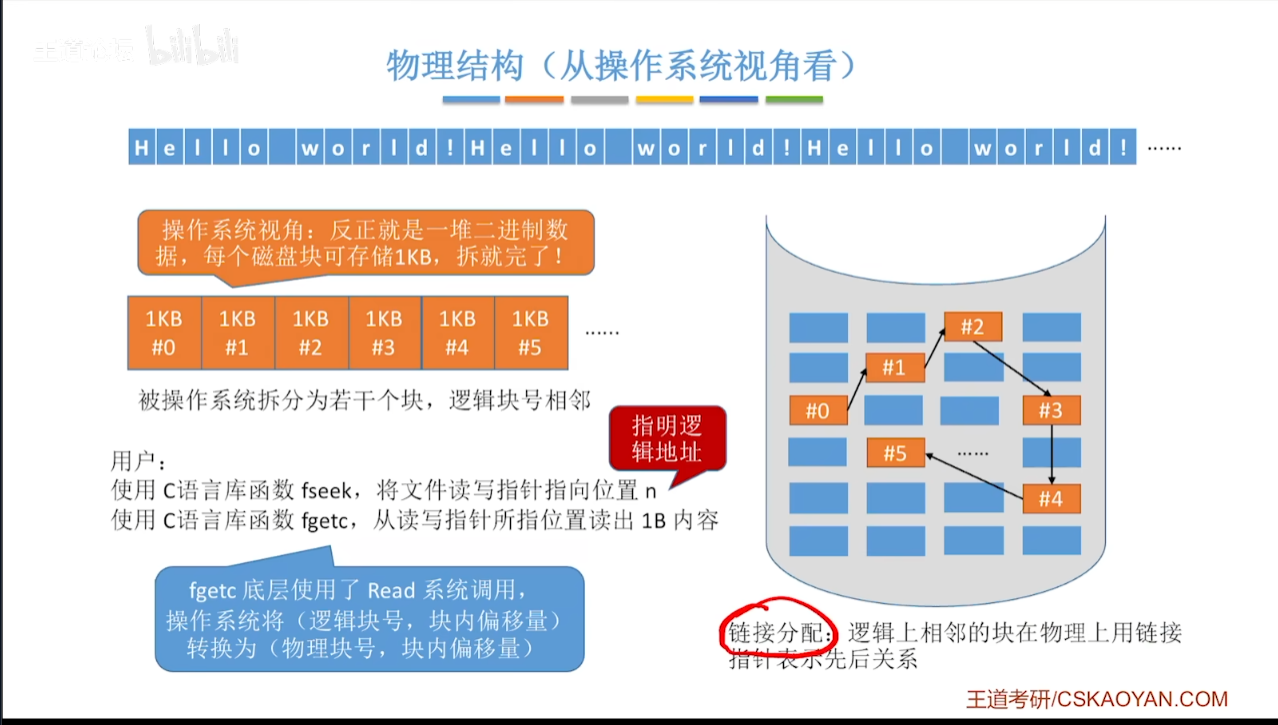 王道考研 bilibili
物理结构（从操作系统视角看）
Hello world!Hello world!Hello world! ······
操作系统视角：反正就是一堆二进制数
据，每个磁盘块可存储1KB，拆就完了！
1KB 1KB 1KB 1KB 1KB 1KB
#0 #1 #2 #3 #4 #5 ······
被操作系统拆分为若干个块，逻辑块号相邻
指明逻
辑地址
用户：
使用 C语言库函数 fseek，将文件读写指针指向位置 n
使用 C语言库函数 fgetc，从读写指针所指位置读出 1B 内容
fgetc 底层使用了 Read 系统调用，
操作系统将（逻辑块号，块内偏移量）
转换为（物理块号，块内偏移量）
#2
#1
#0 #3
#5 ······
#4
链接分配：逻辑上相邻的块在物理上用链接
指针表示先后关系
王道考研/CSKAOYAN.COM